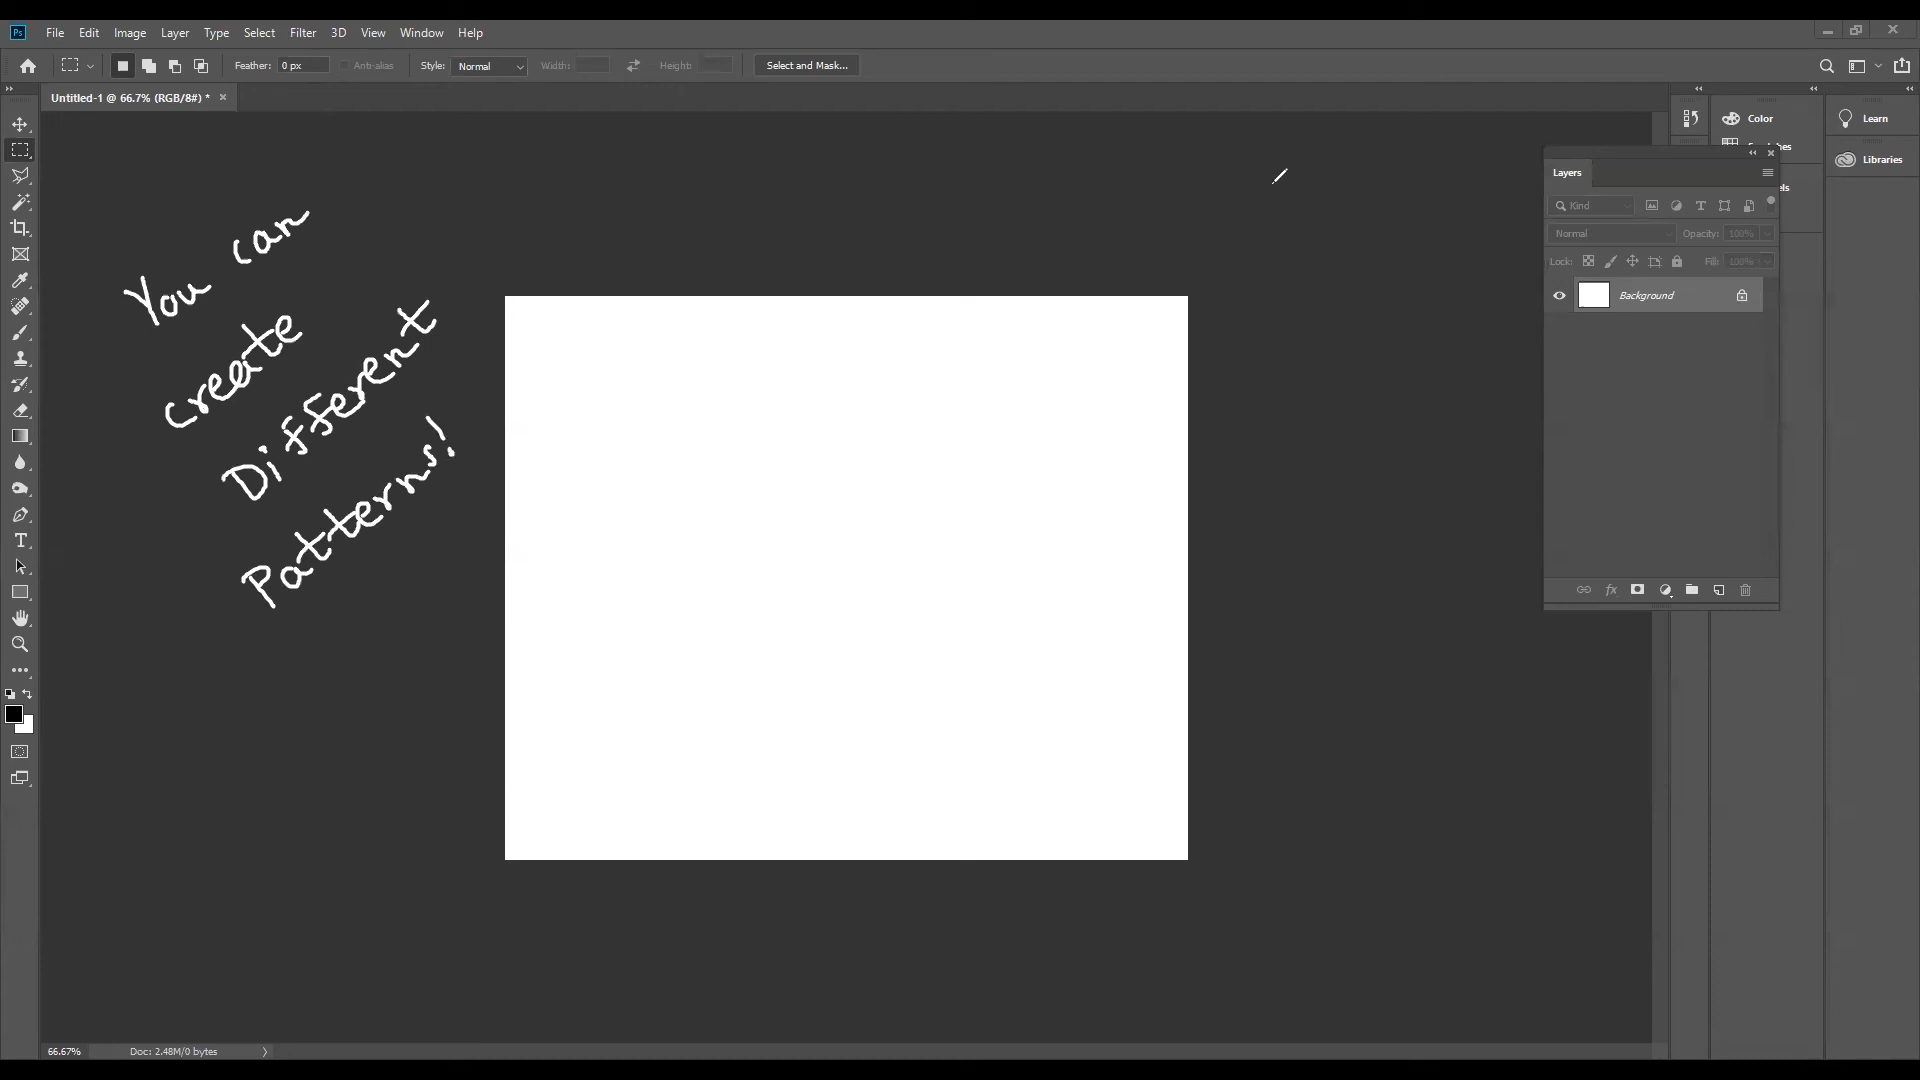 Ps File Edit Image Layer Type Select Filter 3D View Window Help
Feather: 0 px Anti-alias Style: Normal Width: Height: Select and Mask...
Untitled-1 @ 66.7% (RGB/8#) * ×
Color
Learn
Libraries
Layers
Kind
Normal Opacity: 100%
Lock: Fill: 100%
Background
fx
You can
create
Different
Patterns!
66.67% Doc: 2.48M/0 bytes